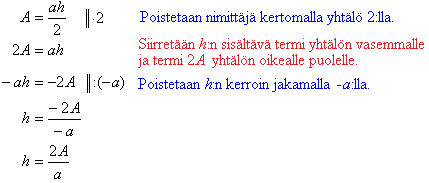 A = ah/2 ‖·2 Poistetaan nimittäjä kertomalla yhtälö 2:lla.
2A = ah Siirretään h:n sisältävä termi yhtälön vasemmalle
ja termi 2A yhtälön oikealle puolelle.
−ah = −2A ‖:(−a) Poistetaan h:n kerroin jakamalla -a:lla.
h = −2A/−a
h = 2A/a